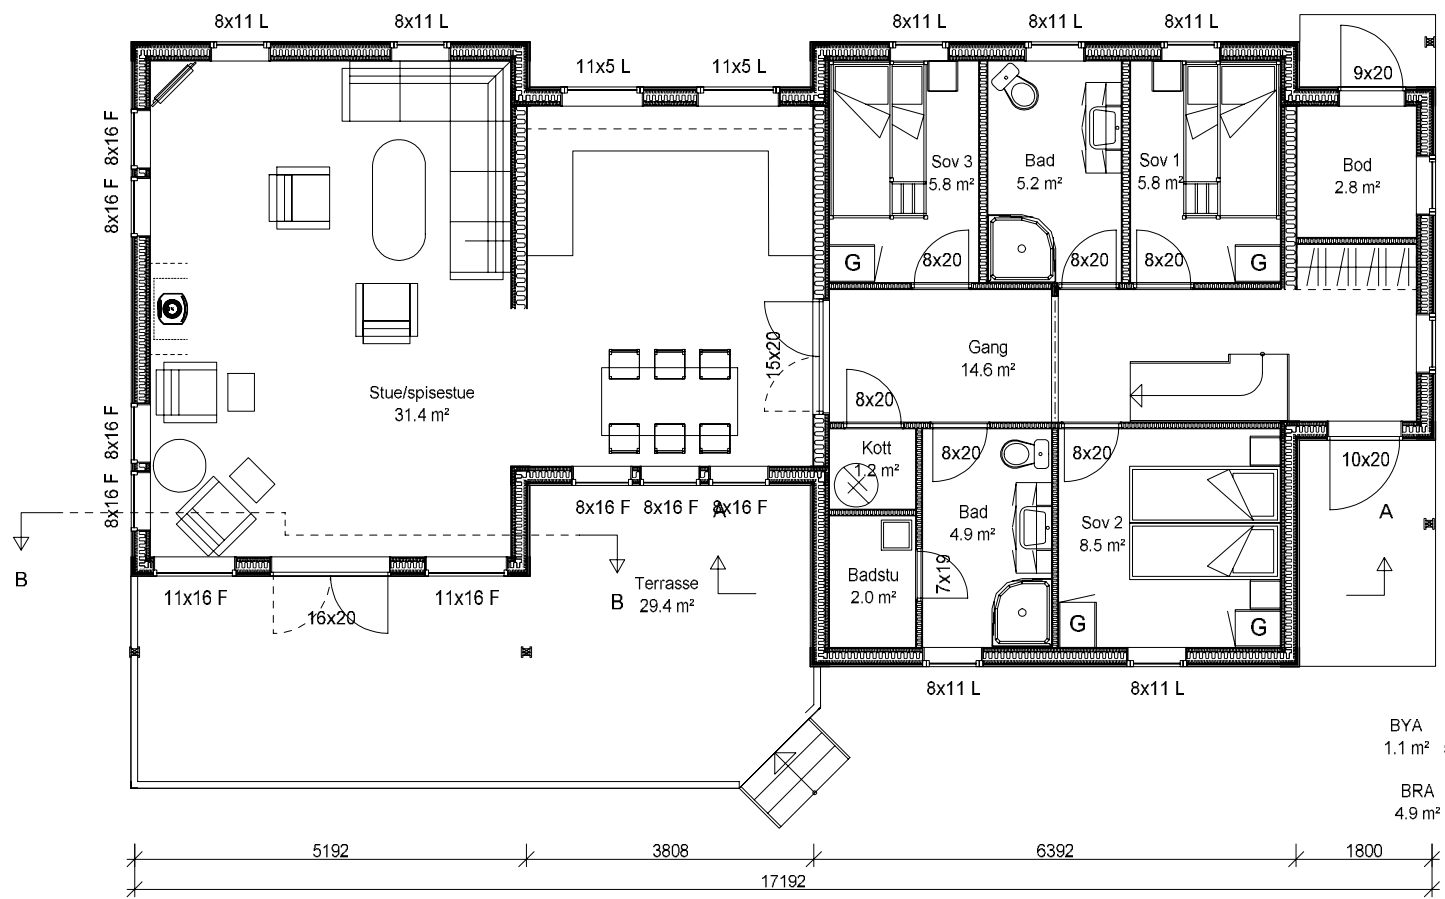 8x11 L
8x11 L
8x11 L
8x11 L
8x11 L
11x5 L
11x5 L
9x20
8x16 F
8x16 F
Sov 3
5.8 m²
Bad
5.2 m²
Sov 1
5.8 m²
Bod
2.8 m²
G
8x20
8x20
8x20
G
15x20
Gang
14.6 m²
Stue/spisestue
31.4 m²
8x20
8x16 F
8x16 F
Kott
1.2 m²
8x20
8x20
10x20
8x16 F
8x16 F
8x16 F
A
A
Bad
4.9 m²
Sov 2
8.5 m²
B
B
Badstu
2.0 m²
7x19
Terrasse
29.4 m²
11x16 F
11x16 F
16x20
G
G
8x11 L
8x11 L
BYA
1.1 m²
BRA
4.9 m²
5192
3808
6392
1800
17192